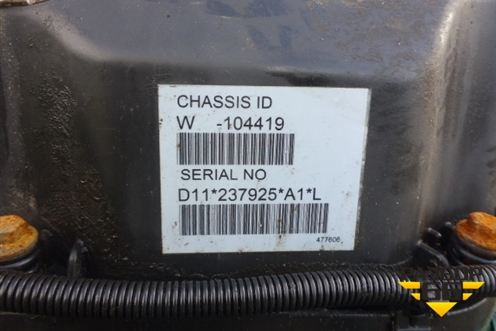 CHASSIS ID
W -104419
SERIAL NO
D11*237925*A1*L
477606